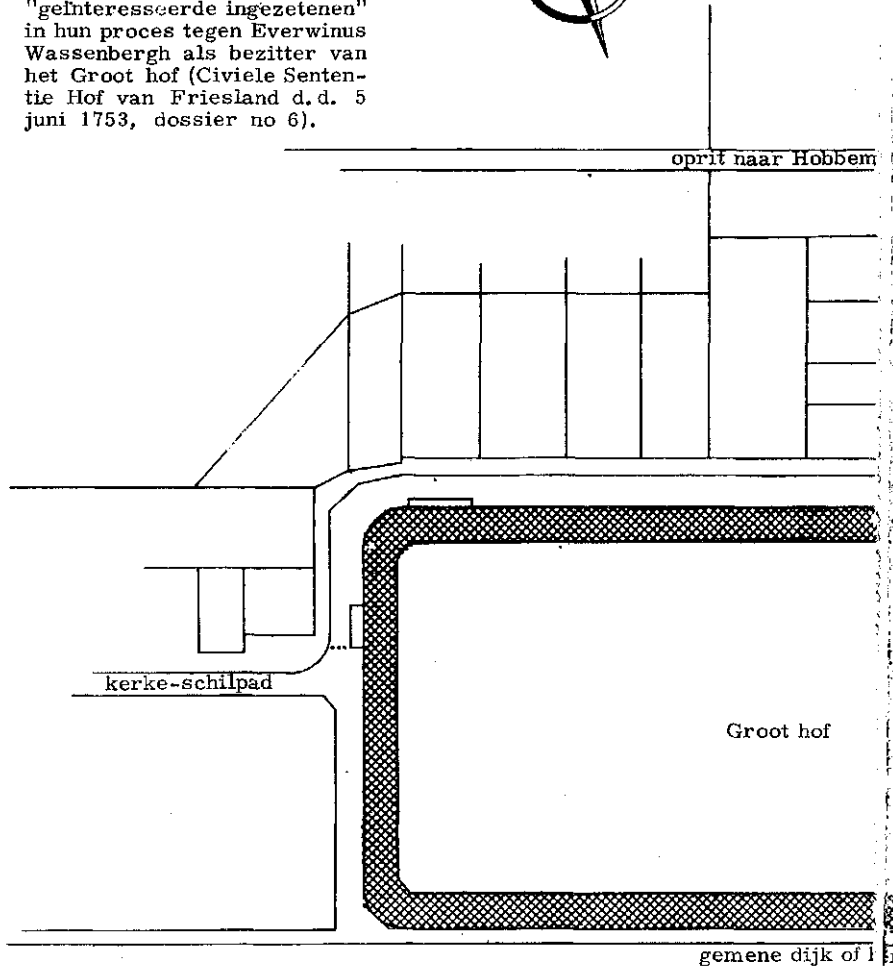 "geïnteresseerde ingezetenen"
in hun proces tegen Everwinus
Wassenbergh als bezitter van
het Groot hof (Civiele Senten-
tie Hof van Friesland d.d. 5
juni 1753, dossier no 6).
oprit naar Hobbem
kerke-schilpad
Groot hof
gemene dijk of